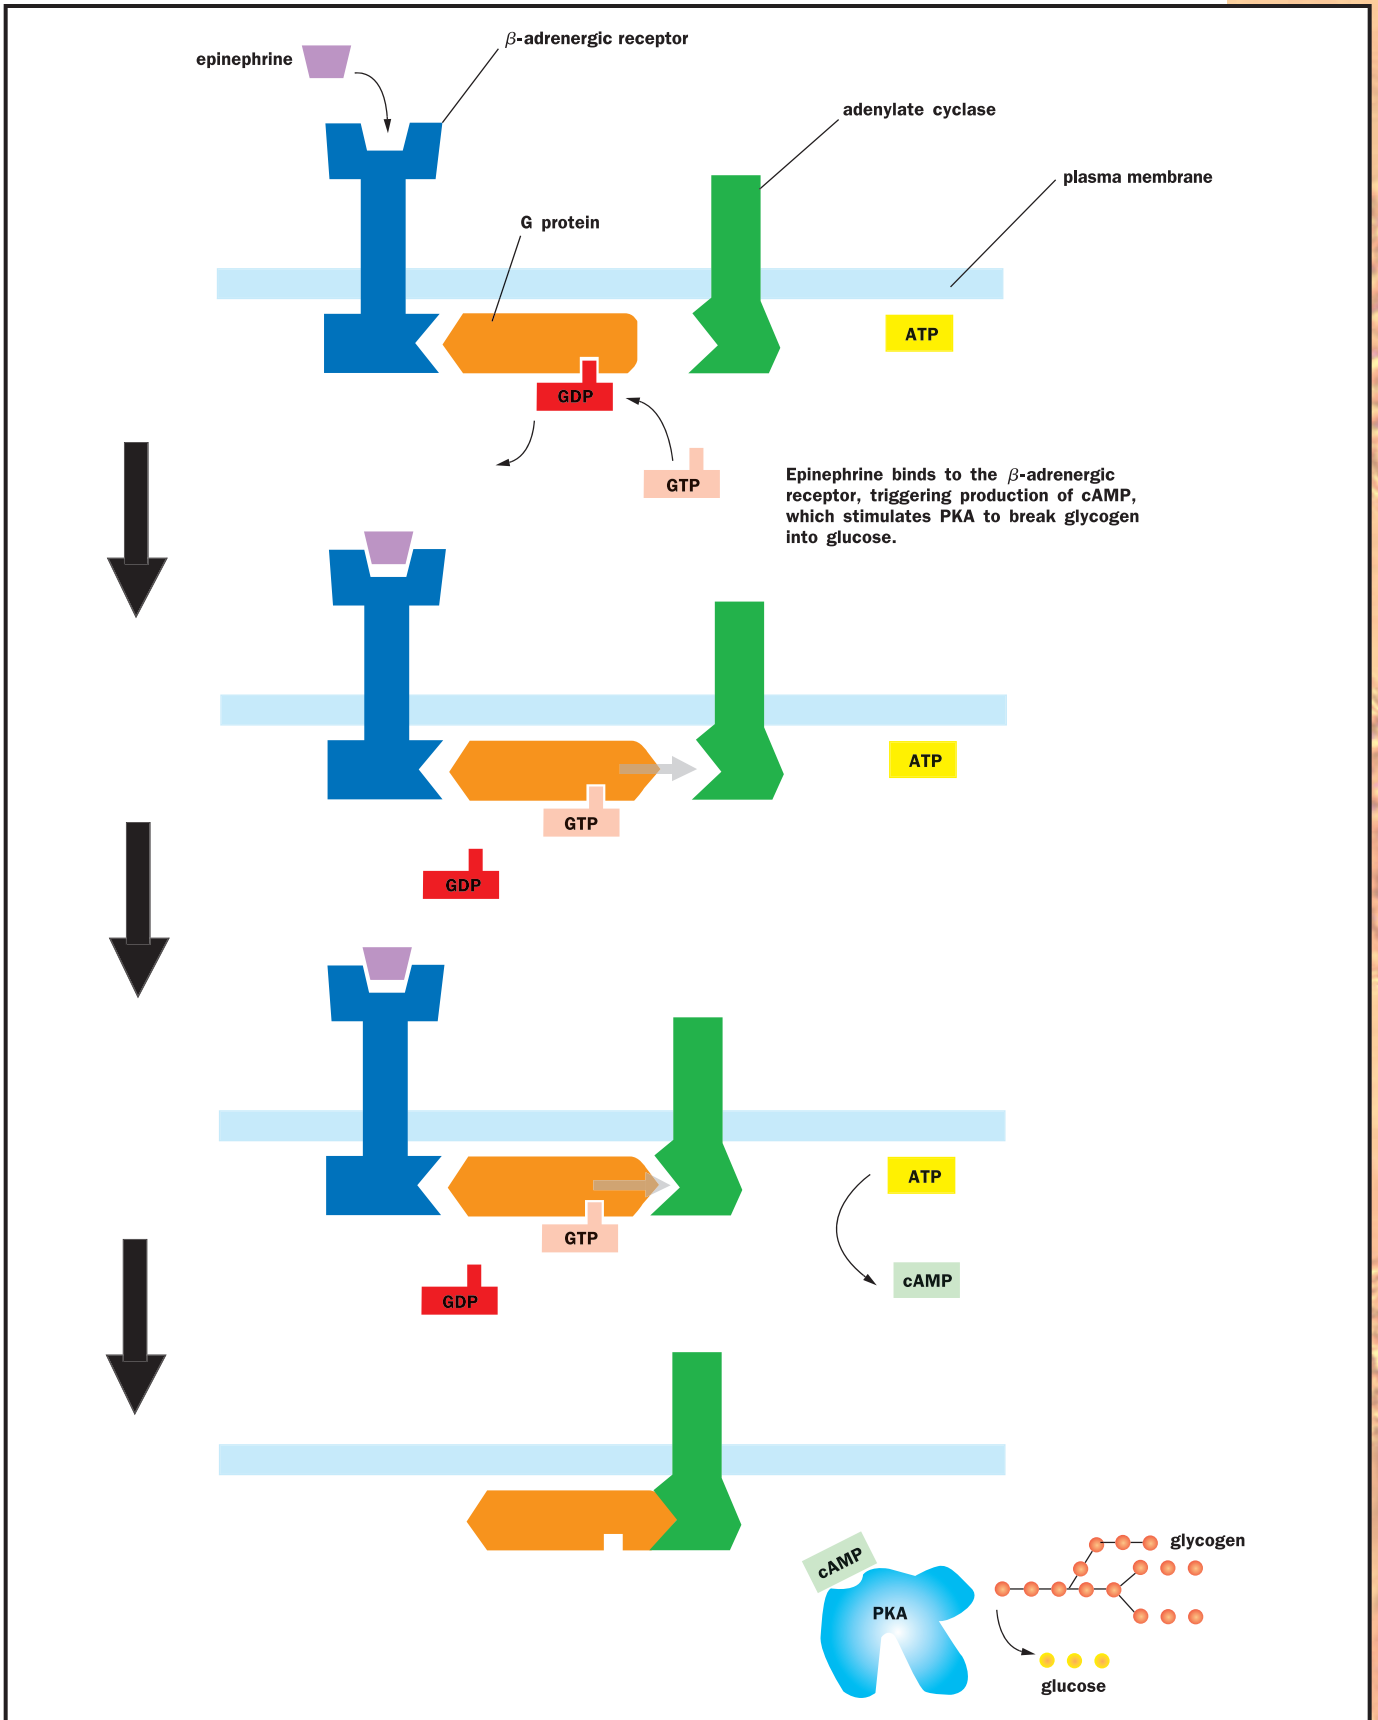 epinephrine
β-adrenergic receptor
adenylate cyclase
plasma membrane
G protein
ATP
GDP
GTP
Epinephrine binds to the β-adrenergic
receptor, triggering production of cAMP,
which stimulates PKA to break glycogen
into glucose.
ATP
GTP
GDP
ATP
GTP
cAMP
GDP
cAMP
glycogen
PKA
glucose